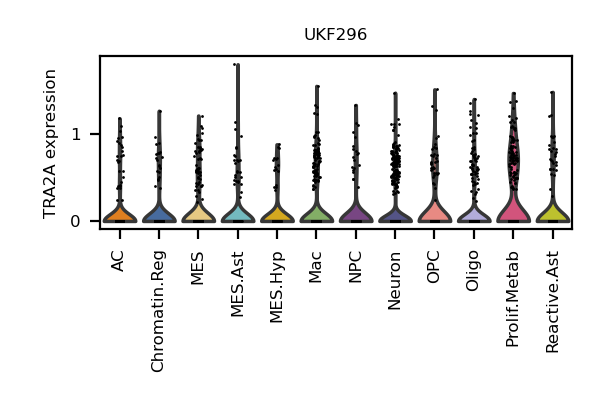 UKF296
TRA2A expression
1
0
AC
Chromatin.Reg
MES
MES.Ast
MES.Hyp
Mac
NPC
Neuron
OPC
Oligo
Prolif.Metab
Reactive.Ast